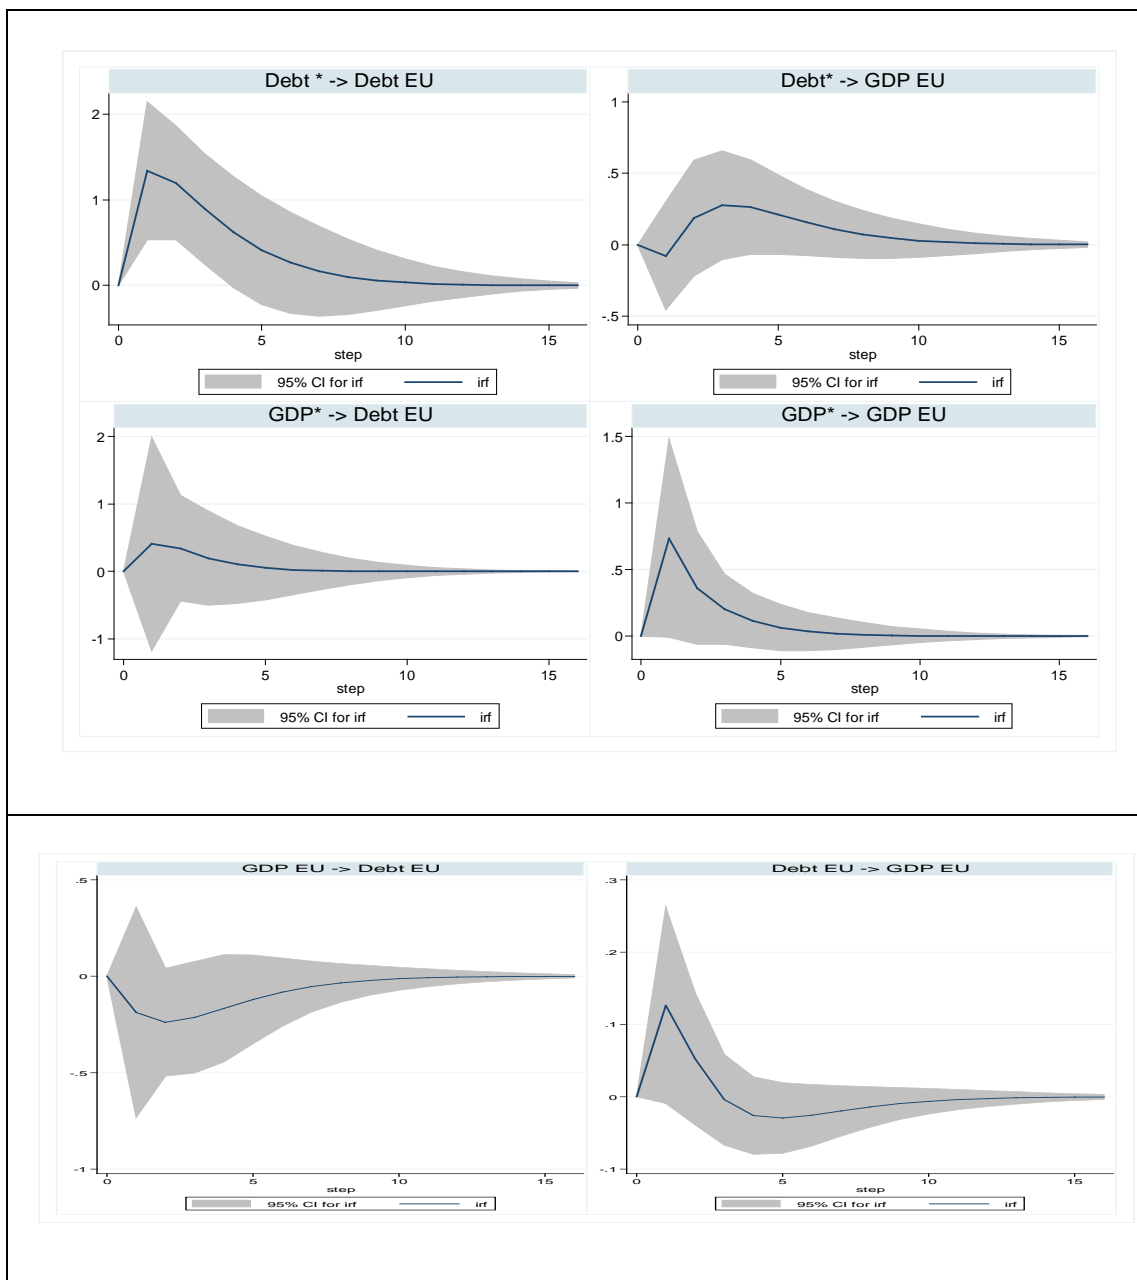 Debt * -> Debt EU
2
1
0
0 5 10 15
step
95% CI for irf irf
Debt* -> GDP EU
1
.5
0
-.5
0 5 10 15
step
95% CI for irf irf
GDP* -> Debt EU
2
1
0
-1
0 5 10 15
step
95% CI for irf irf
GDP* -> GDP EU
1.5
1
.5
0
0 5 10 15
step
95% CI for irf irf
GDP EU -> Debt EU
.5
0
-.5
-1
0 5 10 15
step
95% CI for irf irf
Debt EU -> GDP EU
.3
.2
.1
0
-.1
0 5 10 15
step
95% CI for irf irf